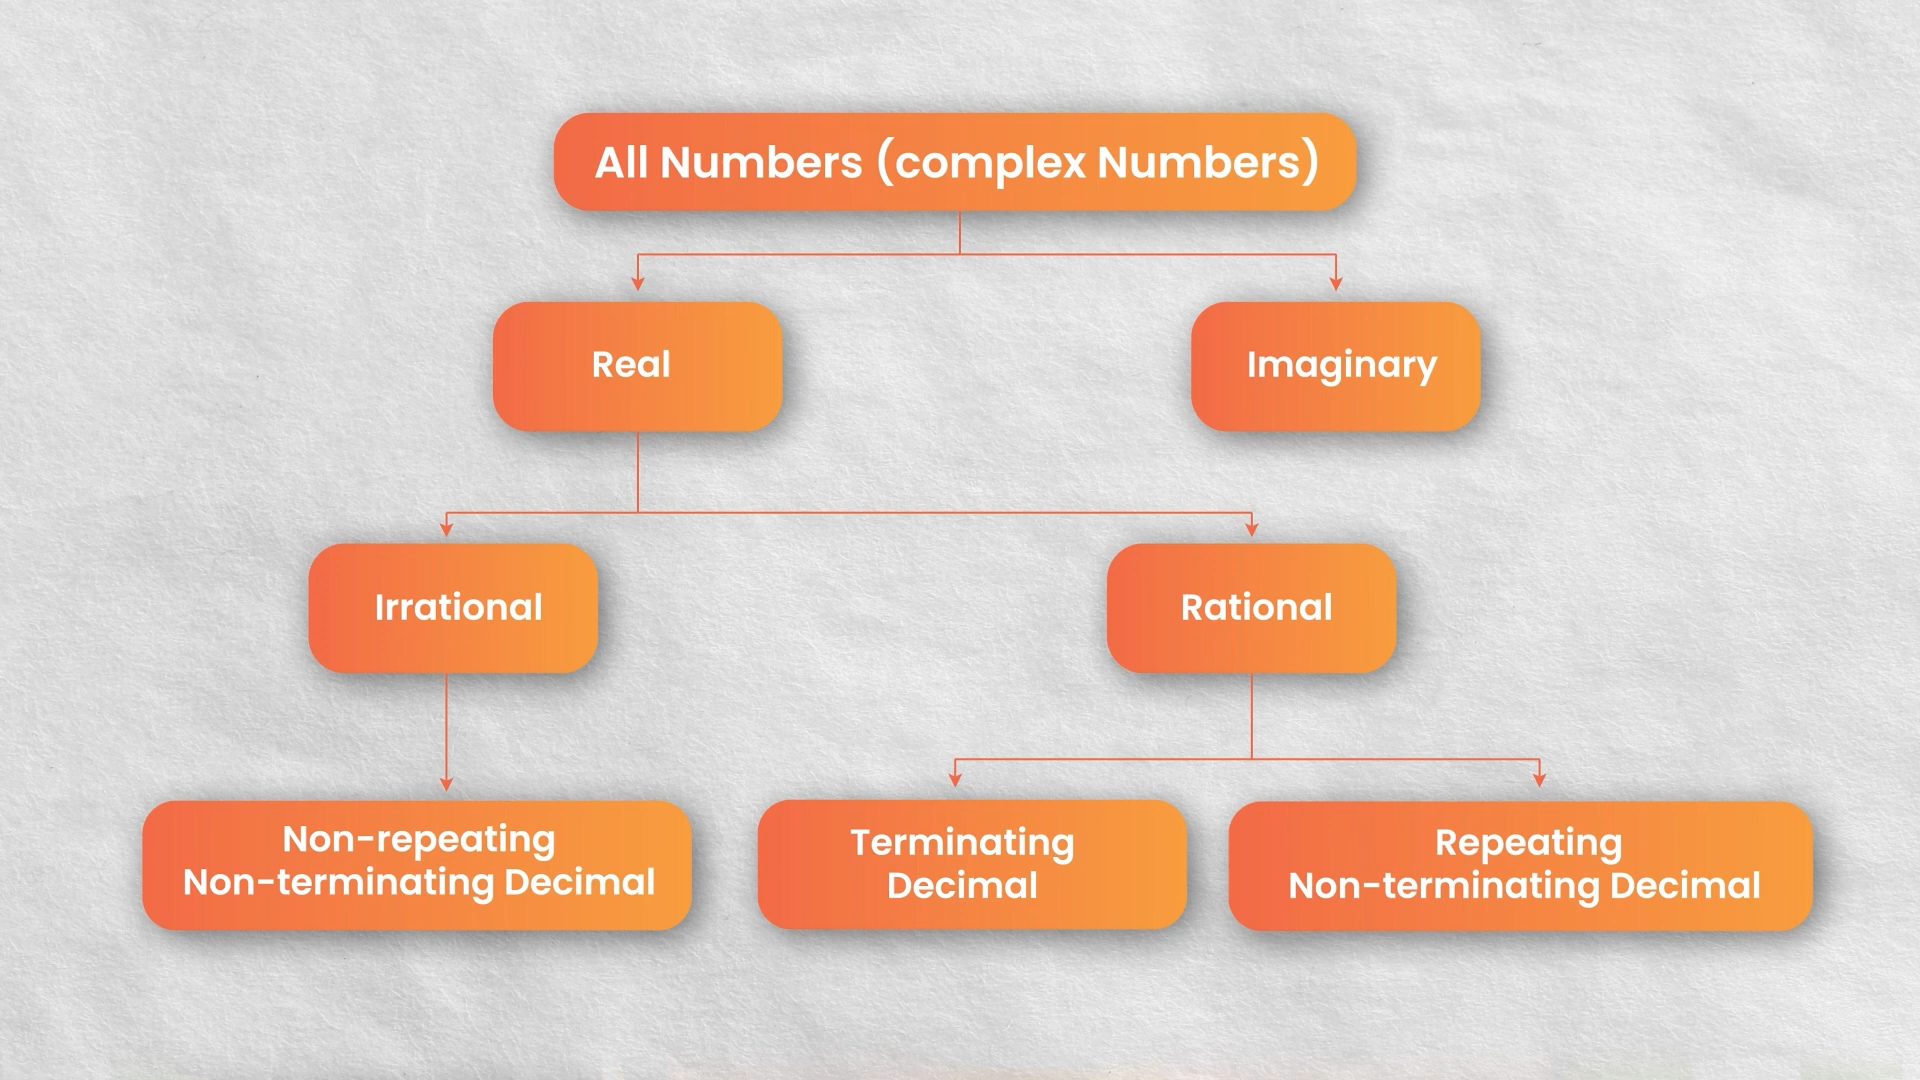 All Numbers (complex Numbers)
Real
Imaginary
Irrational
Rational
Non-repeating
Non-terminating Decimal
Terminating
Decimal
Repeating
Non-terminating Decimal